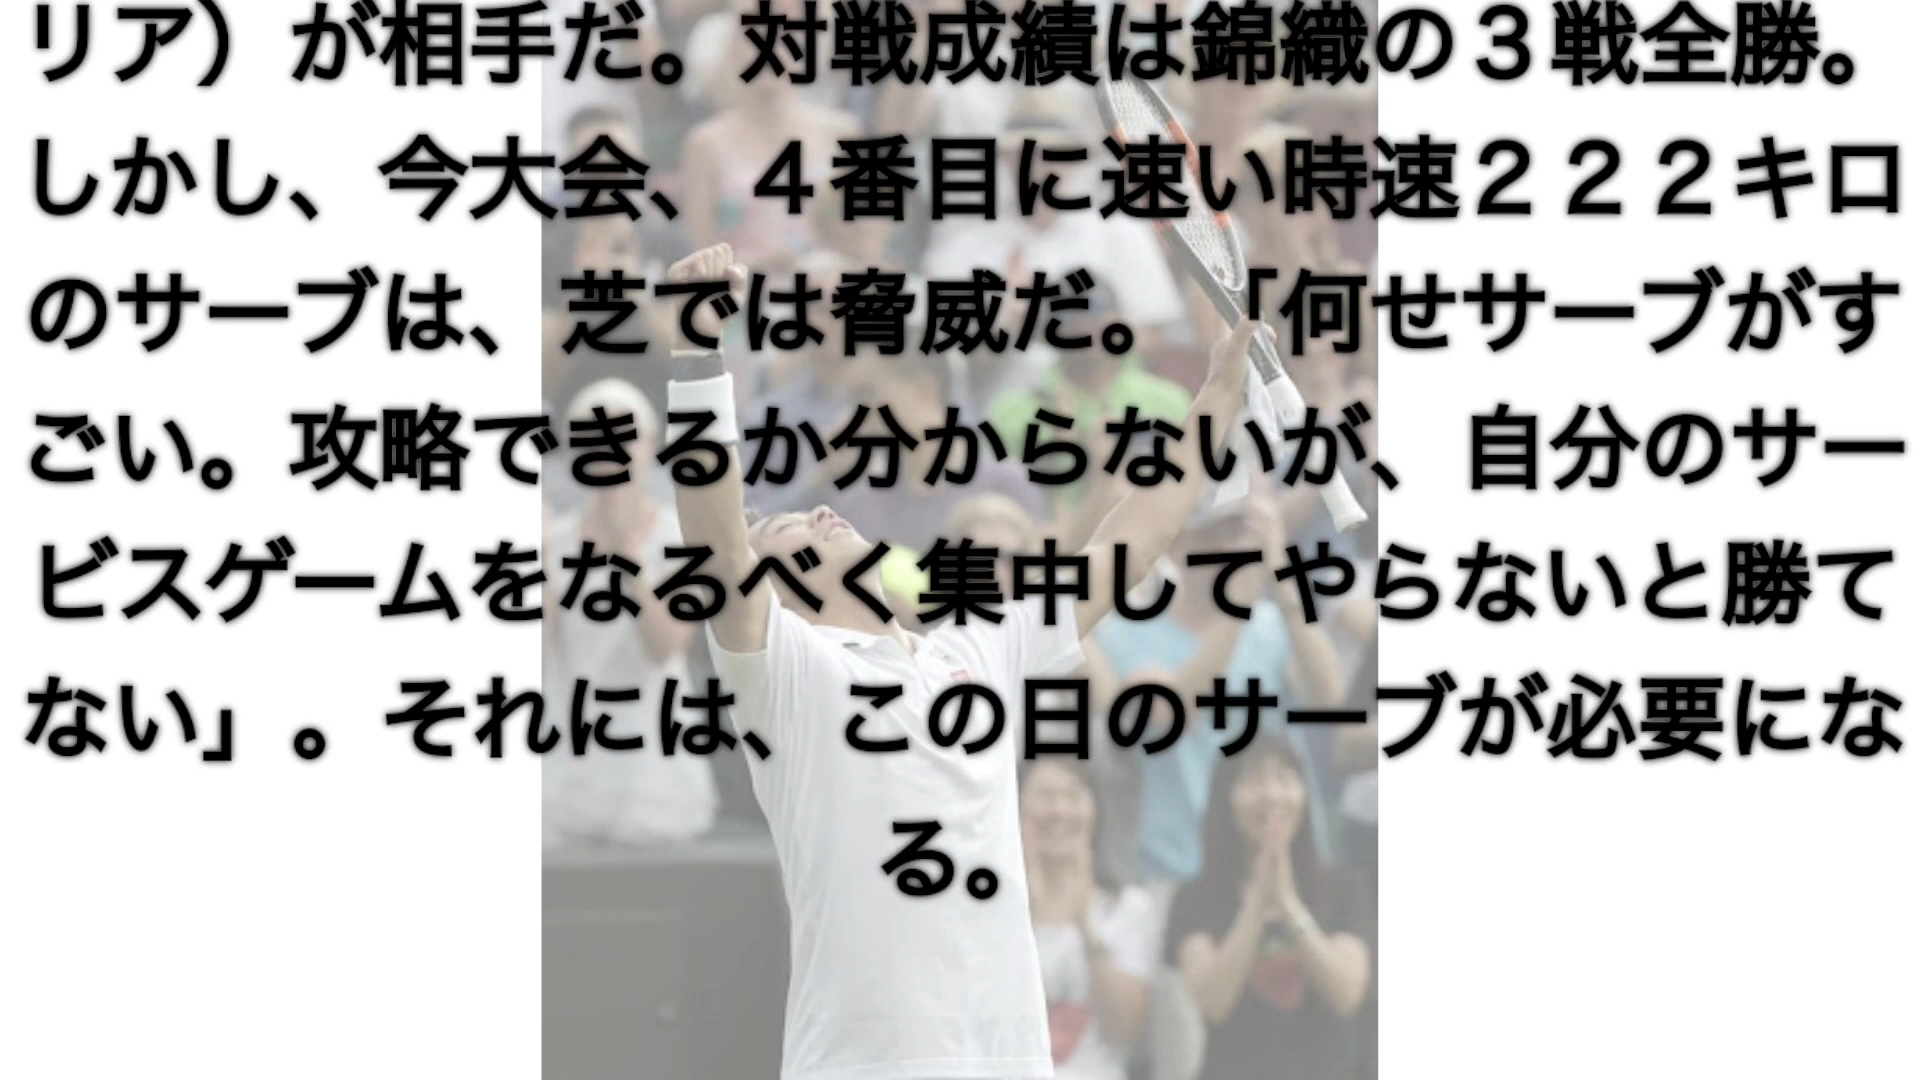 リア）が相手だ。対戦成績は錦織の３戦全勝。
しかし、今大会、４番目に速い時速２２２キロ
のサーブは、芝では脅威だ。「何せサーブがす
ごい。攻略できるか分からないが、自分のサー
ビスゲームをなるべく集中してやらないと勝て
ない」。それには、この日のサーブが必要にな
る。